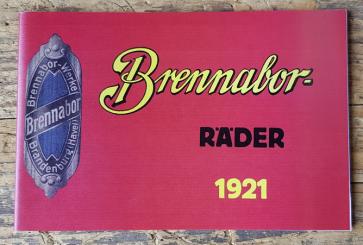 Brennabor-
RÄDER
1921
Brennabor-Werke
Brennabor
Brandenburg (Havel)